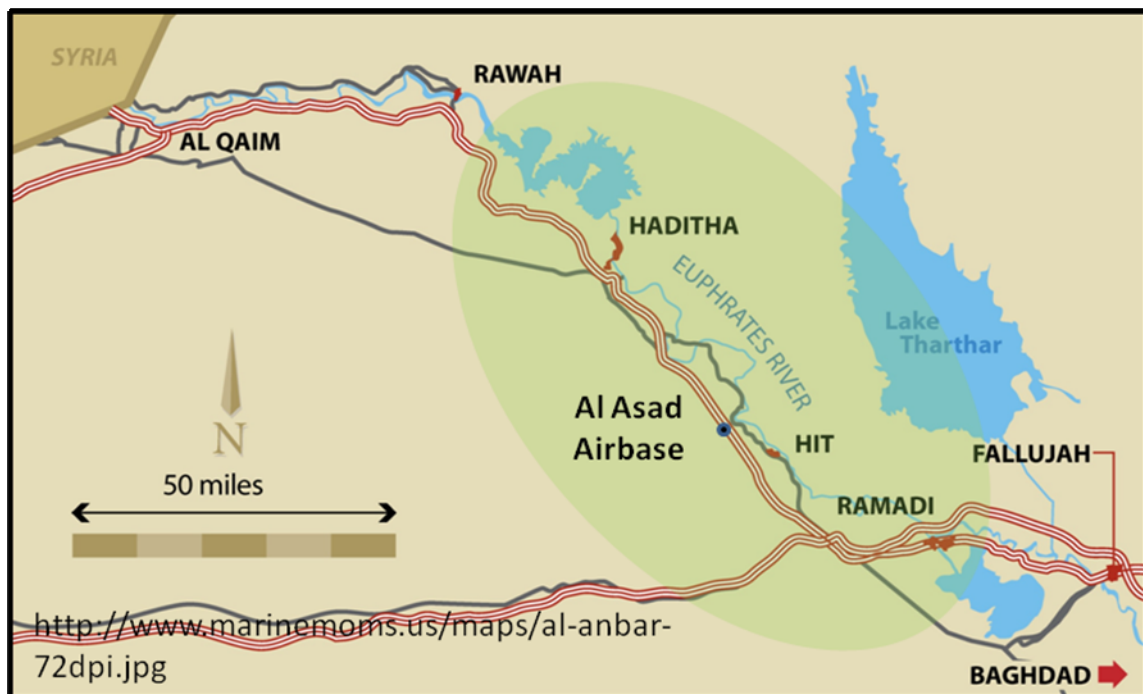 SYRIA
RAWAH
AL QAIM
HADITHA
EUPHRATES RIVER
Lake
Tharthar
Al Asad
Airbase
N
HIT
FALLUJAH
50 miles
RAMADI
http://www.marinemoms.us/maps/al-anbar-
72dpi.jpg
BAGHDAD